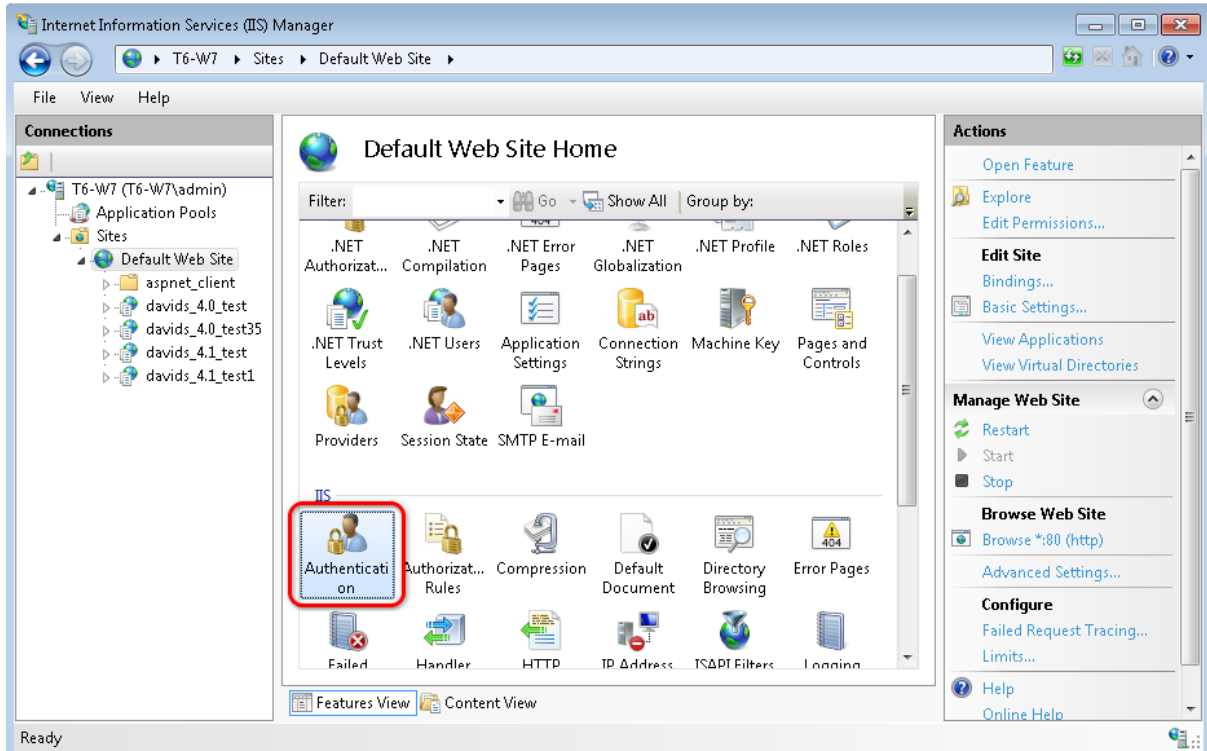 Internet Information Services (IIS) Manager
T6-W7 Sites Default Web Site
File View Help
Connections
T6-W7 (T6-W7\admin)
Application Pools
Sites
Default Web Site
aspnet_client
davids_4.0_test
davids_4.0_test35
davids_4.1_test
davids_4.1_test1
Default Web Site Home
Filter: Go Show All Group by:
.NET Authorizat...
.NET Compilation
.NET Error Pages
.NET Globalization
.NET Profile
.NET Roles
.NET Trust Levels
.NET Users
Application Settings
Connection Strings
Machine Key
Pages and Controls
Providers
Session State
SMTP E-mail
IIS
Authenticati
on
Authorizat...
Rules
Compression
Default
Document
Directory
Browsing
Error Pages
Failed
Handler
HTTP
IP Address
ISAPI Filters
Logging
Features View Content View
Actions
Open Feature
Explore
Edit Permissions...
Edit Site
Bindings...
Basic Settings...
View Applications
View Virtual Directories
Manage Web Site
Restart
Start
Stop
Browse Web Site
Browse *:80 (http)
Advanced Settings...
Configure
Failed Request Tracing...
Limits...
Help
Online Help
Ready